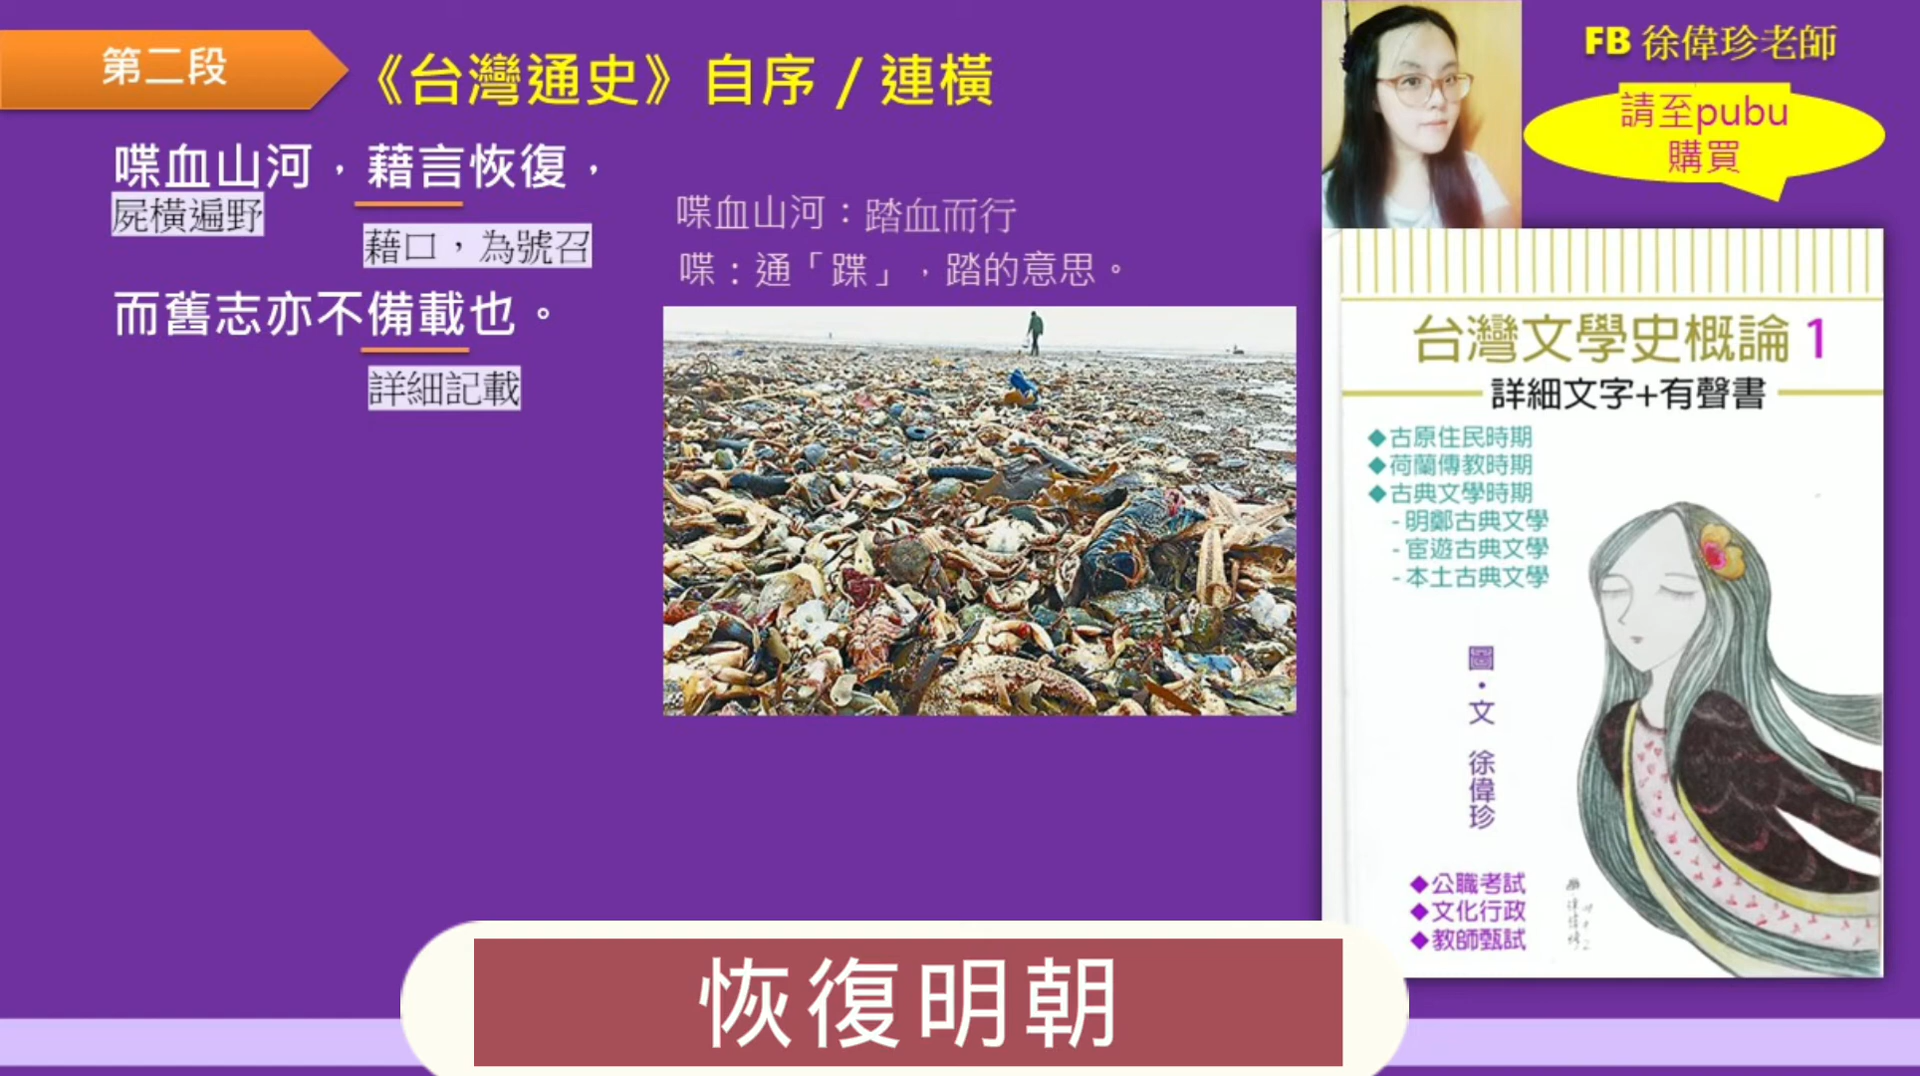 第二段
《台灣通史》自序 / 連橫
喋血山河，藉言恢復，
屍橫遍野
藉口，為號召
而舊志亦不備載也。
詳細記載
喋血山河：踏血而行
喋：通「蹀」，踏的意思。
FB 徐偉珍老師
請至pubu
購買
台灣文學史概論 1
詳細文字+有聲書
◆古原住民時期
◆荷蘭傳教時期
◆古典文學時期
- 明鄭古典文學
- 宦遊古典文學
- 本土古典文學
圖・文 徐偉珍
◆公職考試
◆文化行政
◆教師甄試
恢復明朝